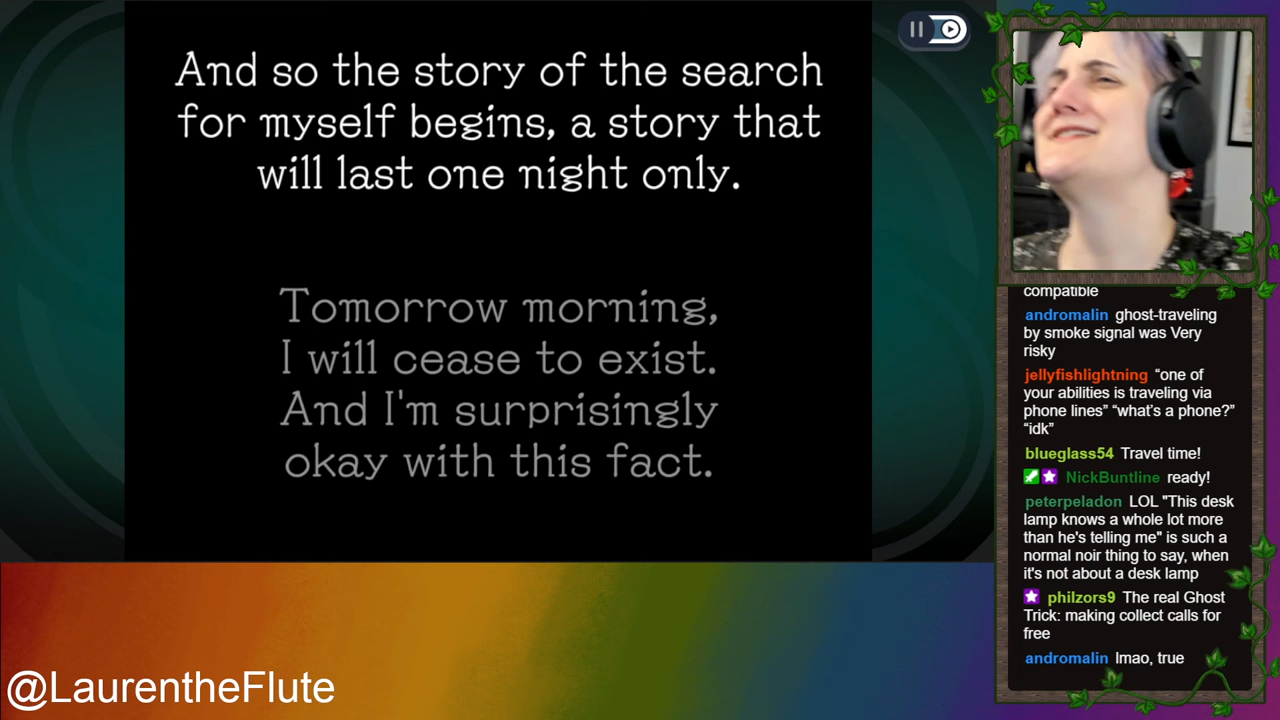 And so the story of the search
for myself begins, a story that
will last one night only.
Tomorrow morning,
I will cease to exist.
And I'm surprisingly
okay with this fact.
compatible
andromalin ghost-traveling
by smoke signal was Very
risky
jellyfishlightning “one of
your abilities is traveling via
phone lines” “what’s a phone?”
“idk”
blueglass54 Travel time!
NickBuntline ready!
peterpeladon LOL "This desk
lamp knows a whole lot more
than he's telling me" is such a
normal noir thing to say, when
it's not about a desk lamp
philzors9 The real Ghost
Trick: making collect calls for
free
andromalin lmao, true
@LaurentheFlute